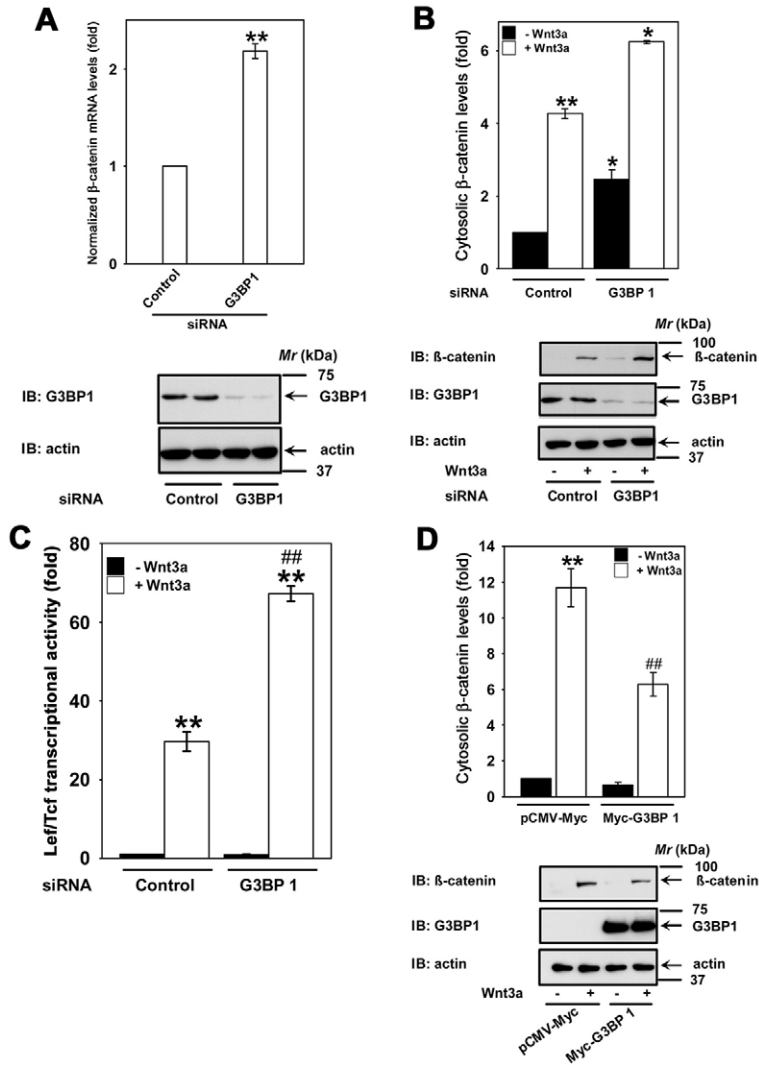 A
Normalized β-catenin mRNA levels (fold)
2
1
0
**
Control
G3BP1
siRNA
Mr (kDa)
75
IB: G3BP1
G3BP1
IB: actin
actin
37
siRNA
Control
G3BP1
B
Cytosolic β-catenin levels (fold)
6
4
2
0
- Wnt3a
+ Wnt3a
**
*
*
siRNA
Control
G3BP 1
Mr (kDa)
100
IB: ß-catenin
ß-catenin
75
IB: G3BP1
G3BP1
IB: actin
actin
37
Wnt3a - + - +
siRNA
Control
G3BP1
C
Lef/Tcf transcriptional activity (fold)
80
60
40
20
0
- Wnt3a
+ Wnt3a
**
##
**
siRNA
Control
G3BP 1
D
Cytosolic β-catenin levels (fold)
14
12
10
8
6
4
2
0
- Wnt3a
+ Wnt3a
**
##
pCMV-Myc
Myc-G3BP 1
Mr (kDa)
100
IB: ß-catenin
ß-catenin
75
IB: G3BP1
G3BP1
IB: actin
actin
37
Wnt3a - + - +
pCMV-Myc
Myc-G3BP 1